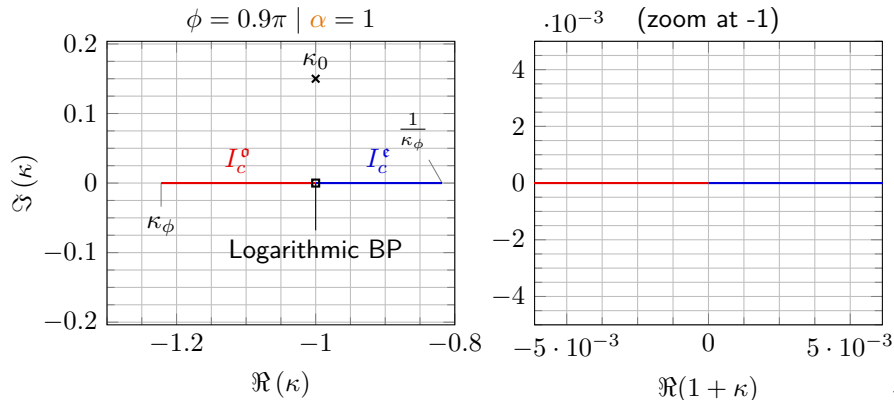 ϕ = 0.9π | α = 1
ℑ (κ)
0.2
0.1
0
−0.1
−0.2
−1.2
−1
−0.8
ℜ (κ)
κ₀
I_c^𝔬
I_c^𝔢
1/κ_ϕ
κ_ϕ
Logarithmic BP
·10⁻³
(zoom at -1)
4
2
0
−2
−4
−5 · 10⁻³
0
5 · 10⁻³
ℜ(1 + κ)